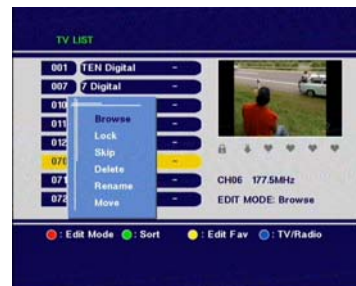 TV LIST
001 TEN Digital -
007 7 Digital -
010 -
011 -
012 -
070 -
071 -
072 -
Browse
Lock
Skip
Delete
Rename
Move
CH06 177.5MHz
EDIT MODE: Browse
: Edit Mode : Sort : Edit Fav : TV/Radio